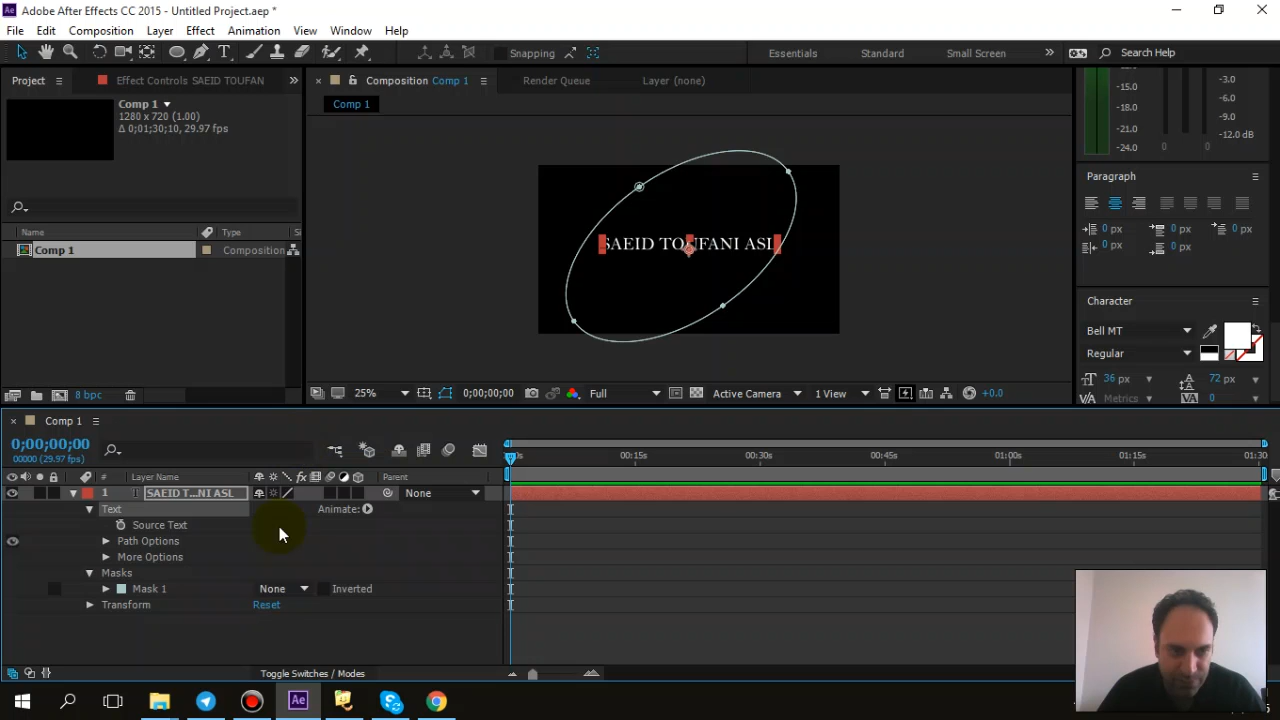 Adobe After Effects CC 2015 - Untitled Project.aep *
File Edit Composition Layer Effect Animation View Window Help
Snapping Essentials Standard Small Screen Search Help
Project Effect Controls SAEID TOUFAN Composition Comp 1 Render Queue Layer (none)
Comp 1
1280 x 720 (1.00)
Δ 0;01;30;10, 29.97 fps
Comp 1
Name Type
Comp 1 Composition
8 bpc
SAEID TOUFANI ASL
25% 0;00;00;00 Full Active Camera 1 View +0.0
-15.0 -3.0
-18.0 -6.0
-21.0 -9.0
-24.0 -12.0 dB
0 0
Paragraph
0 px 0 px 0 px
0 px 0 px
Character
Bell MT
Regular
36 px 72 px
Metrics 0
Comp 1
0;00;00;00
00000 (29.97 fps)
# Layer Name Parent
00:15s 00:30s 00:45s 01:00s 01:15s 01:30
1 SAEID T...NI ASL None
Text Animate:
Source Text
Path Options
More Options
Masks
Mask 1 None Inverted
Transform Reset
Toggle Switches / Modes